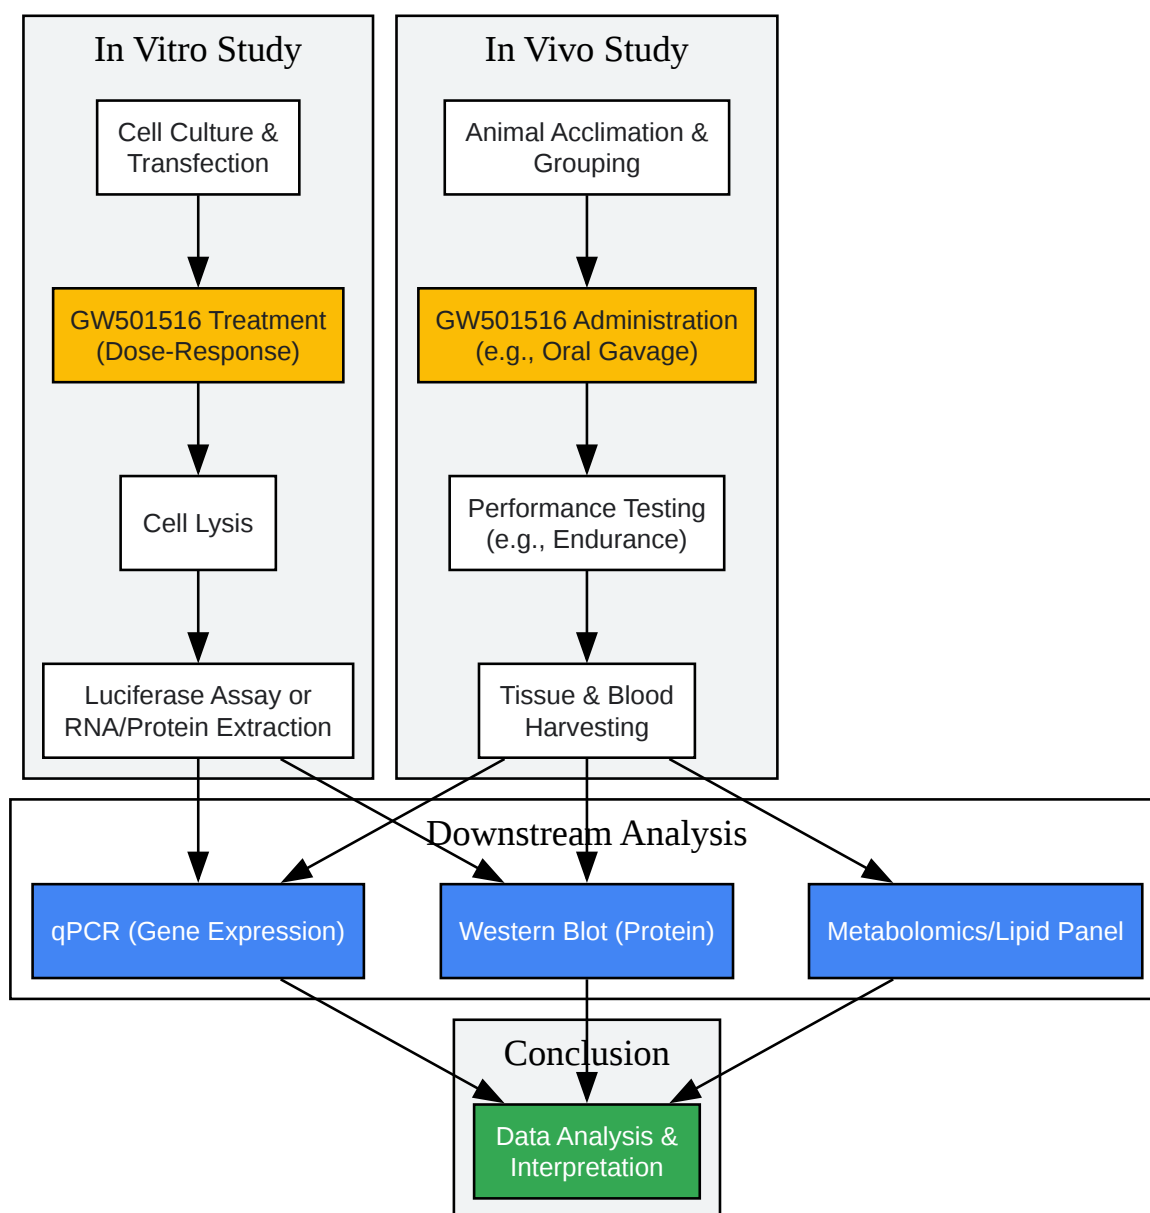 In Vitro Study
Cell Culture &
Transfection
GW501516 Treatment
(Dose-Response)
Cell Lysis
Luciferase Assay or
RNA/Protein Extraction
In Vivo Study
Animal Acclimation &
Grouping
GW501516 Administration
(e.g., Oral Gavage)
Performance Testing
(e.g., Endurance)
Tissue & Blood
Harvesting
Downstream Analysis
qPCR (Gene Expression)
Western Blot (Protein)
Metabolomics/Lipid Panel
Conclusion
Data Analysis &
Interpretation